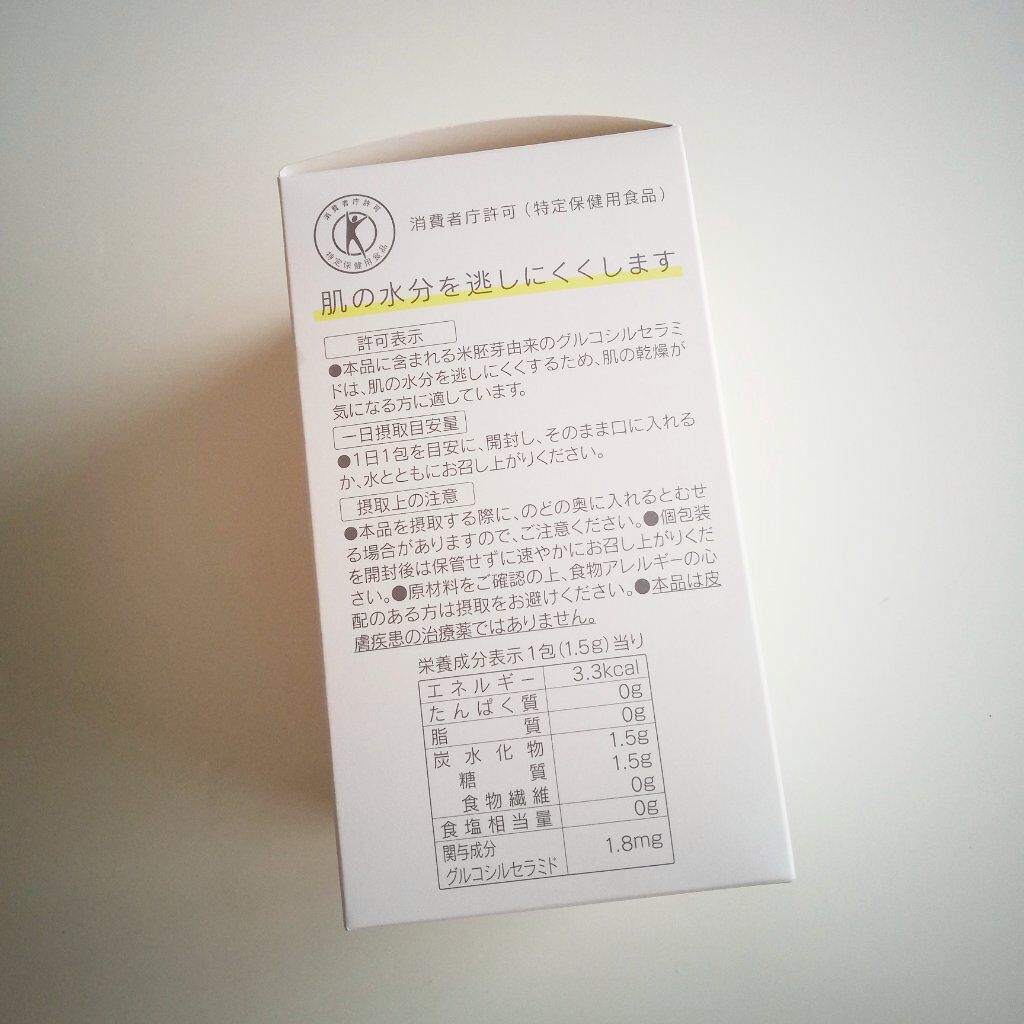 消費者庁許可
特定保健用食品
消費者庁許可（特定保健用食品）
肌の水分を逃しにくくします
許可表示
●本品に含まれる米胚芽由来のグルコシルセラミ
ドは、肌の水分を逃しにくくするため、肌の乾燥が
気になる方に適しています。
一日摂取目安量
●1日1包を目安に、開封し、そのまま口に入れる
か、水とともにお召し上がりください。
摂取上の注意
●本品を摂取する際に、のどの奥に入れるとむせ
る場合がありますので、ご注意ください。●個包装
を開封後は保管せずに速やかにお召し上がりくだ
さい。●原材料をご確認の上、食物アレルギーの心
配のある方は摂取をお避けください。●本品は皮
膚疾患の治療薬ではありません。
栄養成分表示 1包(1.5g)当り
エネルギー 3.3kcal
たんぱく質 0g
脂質 0g
炭水化物 1.5g
糖質 1.5g
食物繊維 0g
食塩相当量 0g
関与成分
グルコシルセラミド 1.8mg